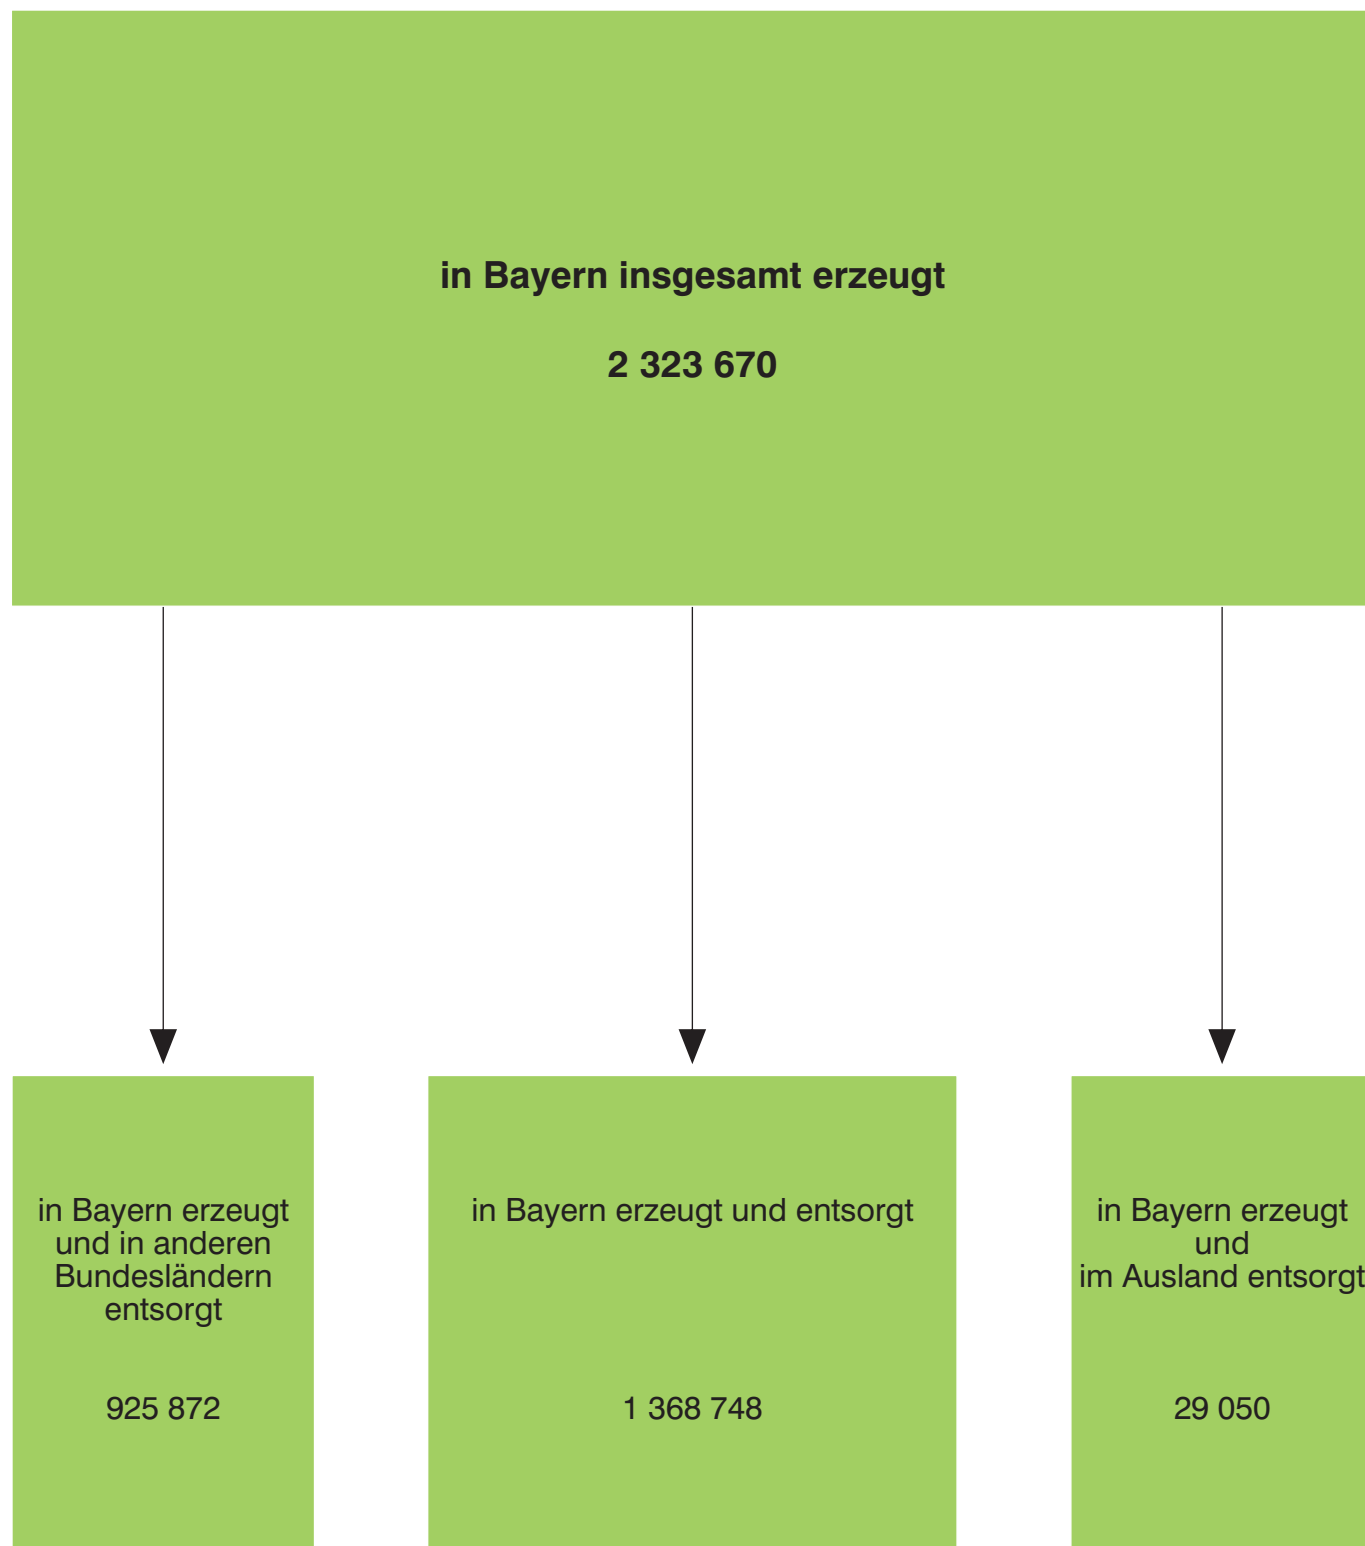 in Bayern insgesamt erzeugt
2 323 670
in Bayern erzeugt
und in anderen
Bundesländern
entsorgt
925 872
in Bayern erzeugt und entsorgt
1 368 748
in Bayern erzeugt
und
im Ausland entsorgt
29 050